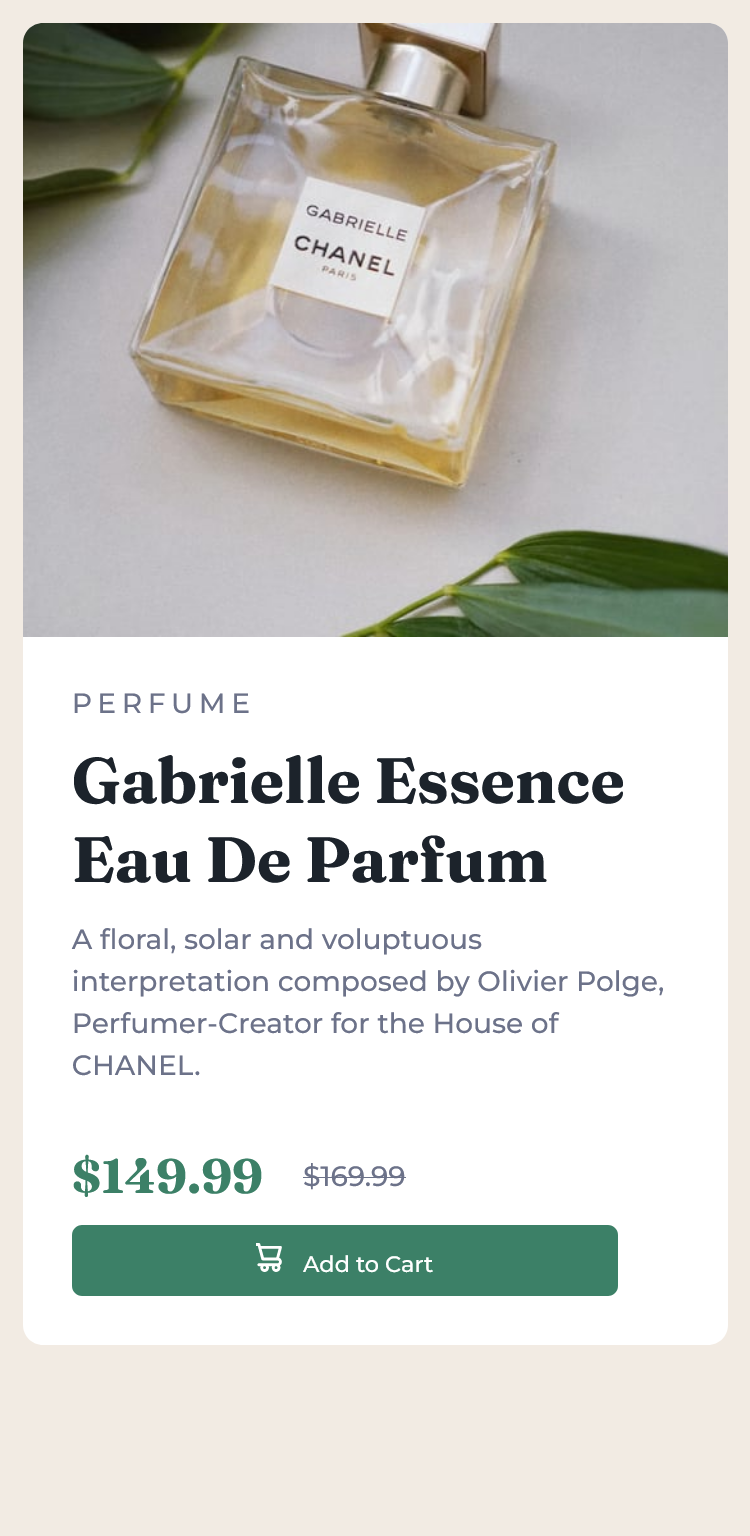 GABRIELLE
CHANEL
PARIS
PERFUME
Gabrielle Essence
Eau De Parfum
A floral, solar and voluptuous
interpretation composed by Olivier Polge,
Perfumer-Creator for the House of
CHANEL.
$149.99 $169.99
Add to Cart